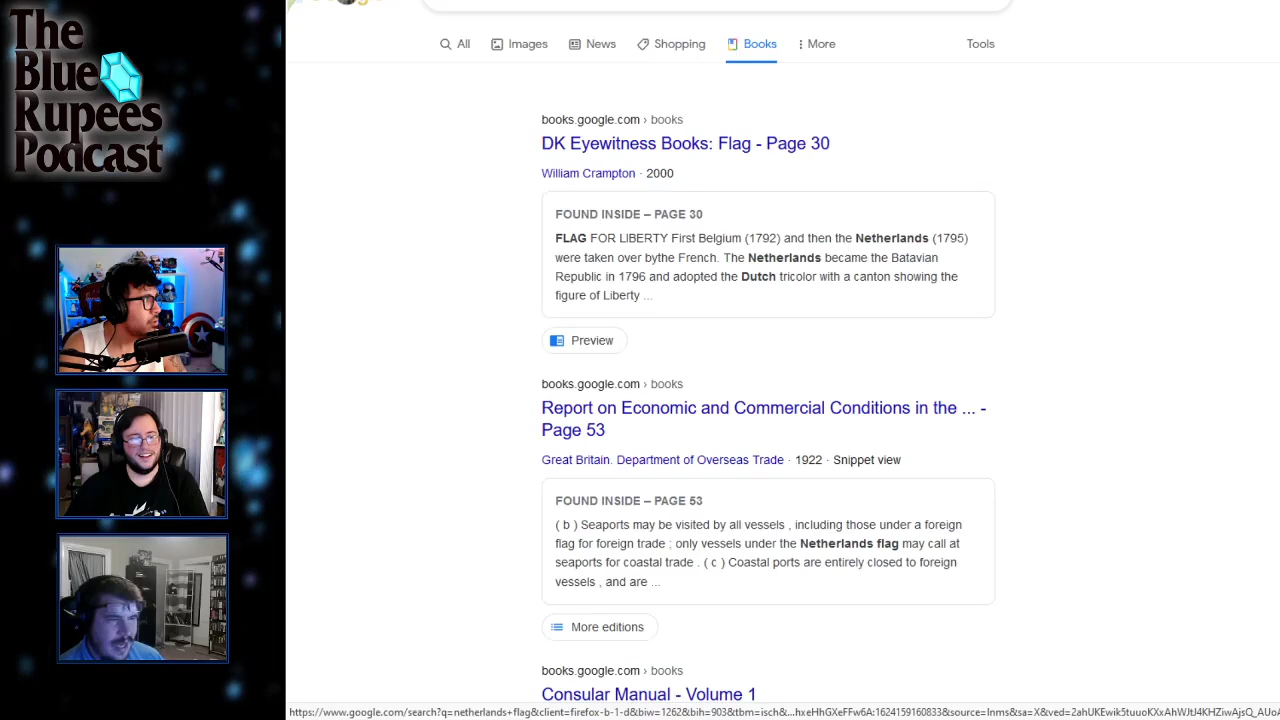 The
Blue
Rupees
Podcast
All
Images
News
Shopping
Books
More
Tools
books.google.com › books
DK Eyewitness Books: Flag - Page 30
William Crampton · 2000
FOUND INSIDE – PAGE 30
FLAG FOR LIBERTY First Belgium (1792) and then the Netherlands (1795)
were taken over bythe French. The Netherlands became the Batavian
Republic in 1796 and adopted the Dutch tricolor with a canton showing the
figure of Liberty ...
Preview
books.google.com › books
Report on Economic and Commercial Conditions in the ... -
Page 53
Great Britain. Department of Overseas Trade · 1922 · Snippet view
FOUND INSIDE – PAGE 53
( b ) Seaports may be visited by all vessels , including those under a foreign
flag for foreign trade ; only vessels under the Netherlands flag may call at
seaports for coastal trade . ( c ) Coastal ports are entirely closed to foreign
vessels , and are ...
More editions
books.google.com › books
Consular Manual - Volume 1